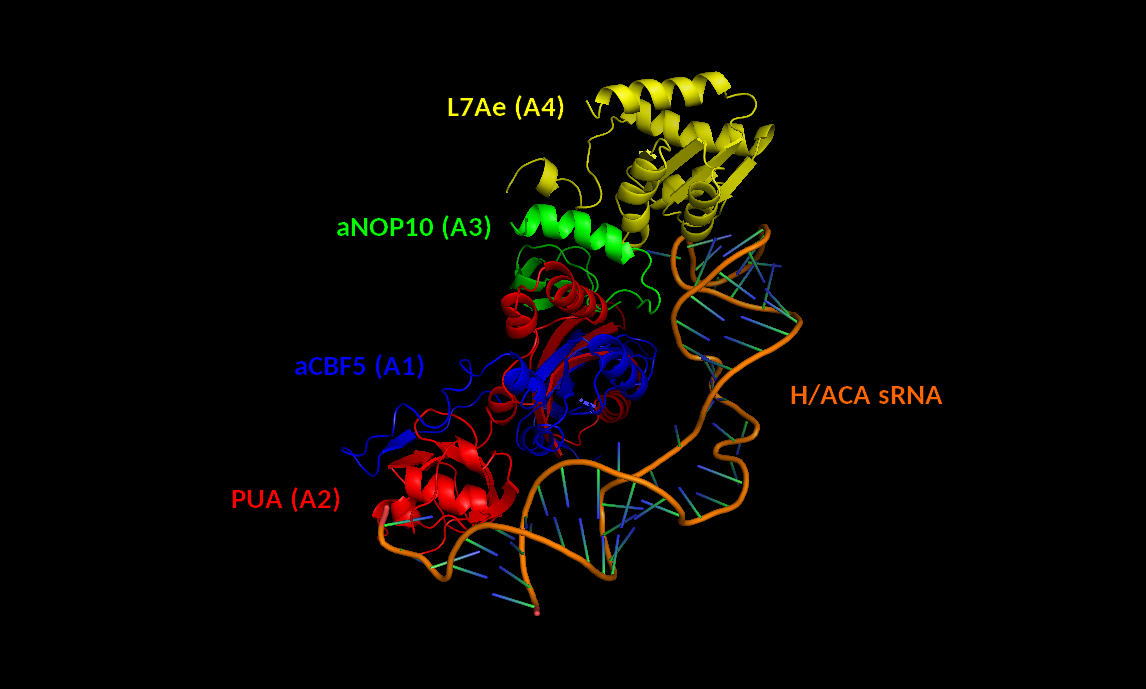 L7Ae (A4)
aNOP10 (A3)
aCBF5 (A1)
H/ACA sRNA
PUA (A2)